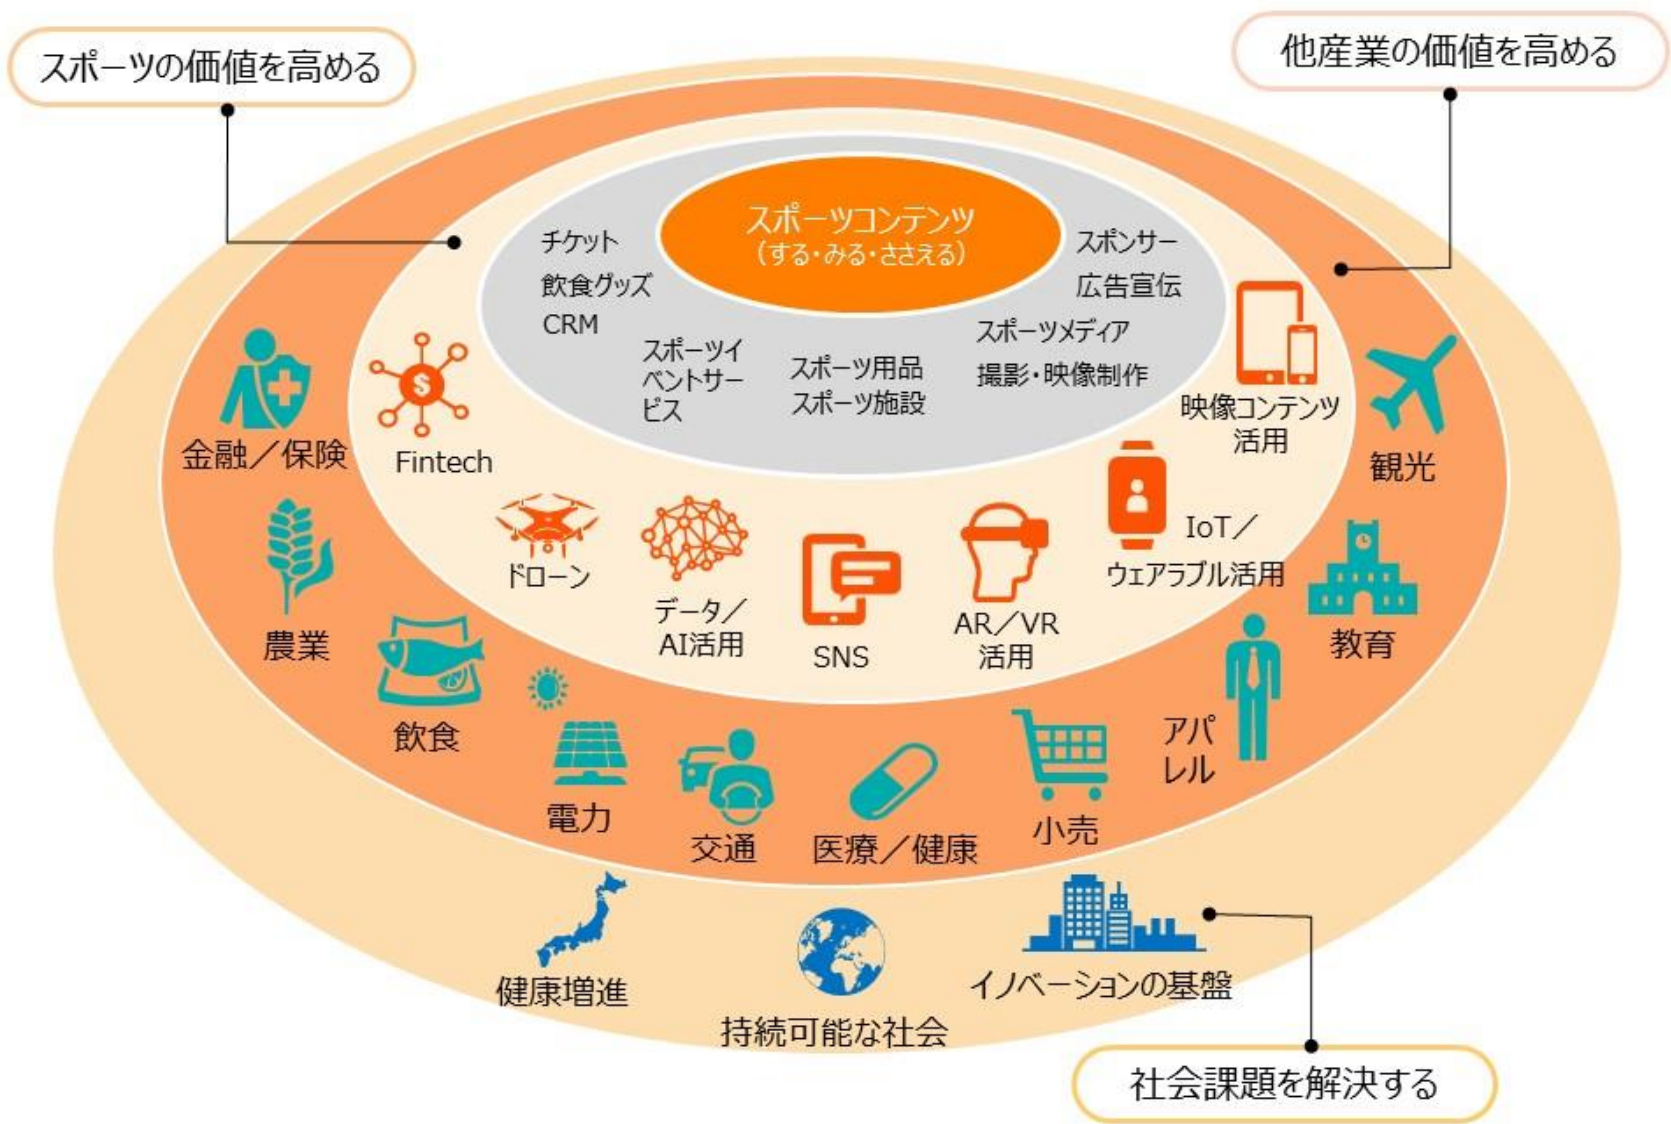 スポーツの価値を高める
他産業の価値を高める
スポーツコンテンツ
（する・みる・ささえる）
チケット
飲食グッズ
CRM
スポーツイ
ベントサー
ビス
スポーツ用品
スポーツ施設
スポンサー
広告宣伝
スポーツメディア
撮影・映像制作
Fintech
ドローン
データ／
AI活用
SNS
AR／VR
活用
IoT／
ウェアラブル活用
映像コンテンツ
活用
金融／保険
農業
飲食
電力
交通
医療／健康
小売
アパ
レル
教育
観光
健康増進
持続可能な社会
イノベーションの基盤
社会課題を解決する